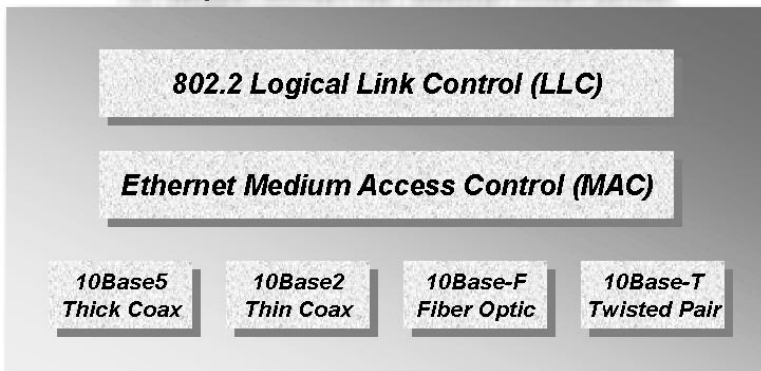 802.2 Logical Link Control (LLC)
Ethernet Medium Access Control (MAC)
10Base5 10Base2 10Base-F 10Base-T
Thick Coax Thin Coax Fiber Optic Twisted Pair